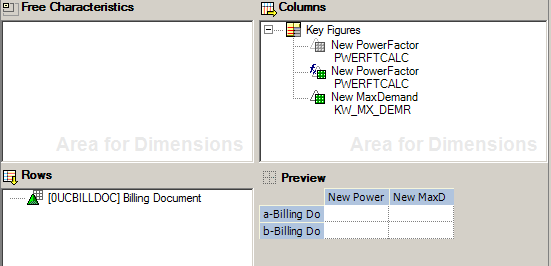 Free Characteristics
Area for Dimensions
Columns
Key Figures
New PowerFactor
PWERFTCALC
New PowerFactor
PWERFTCALC
New MaxDemand
KW_MX_DEMR
Area for Dimensions
Rows
[0UCBILLDOC] Billing Document
Preview
New Power New MaxD
a-Billing Do
b-Billing Do